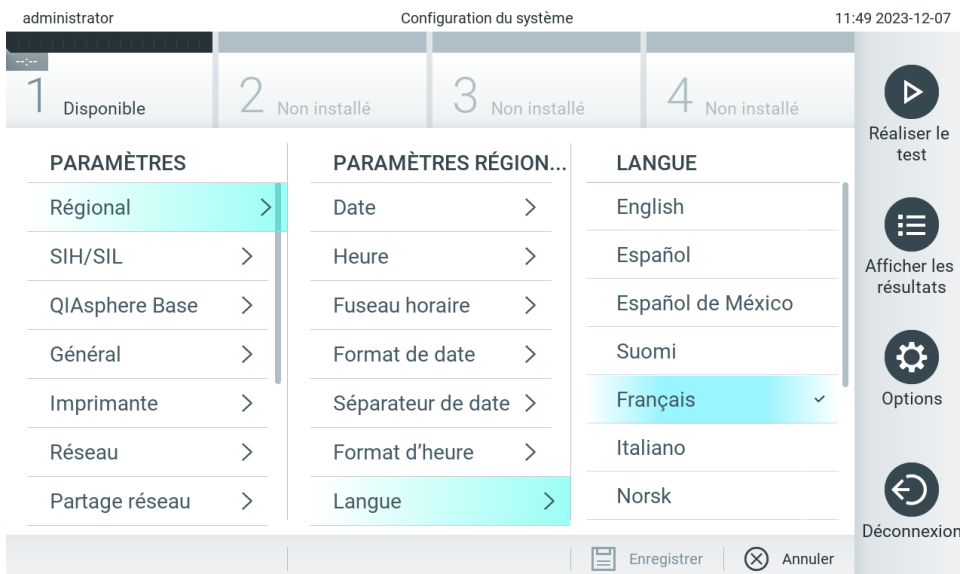 administrator
Configuration du système
11:49 2023-12-07
--:--
1 Disponible
2 Non installé
3 Non installé
4 Non installé
PARAMÈTRES
Régional
SIH/SIL
QIAsphere Base
Général
Imprimante
Réseau
Partage réseau
PARAMÈTRES RÉGION...
Date
Heure
Fuseau horaire
Format de date
Séparateur de date
Format d’heure
Langue
LANGUE
English
Español
Español de México
Suomi
Français
Italiano
Norsk
Réaliser le
test
Afficher les
résultats
Options
Déconnexion
Enregistrer
Annuler